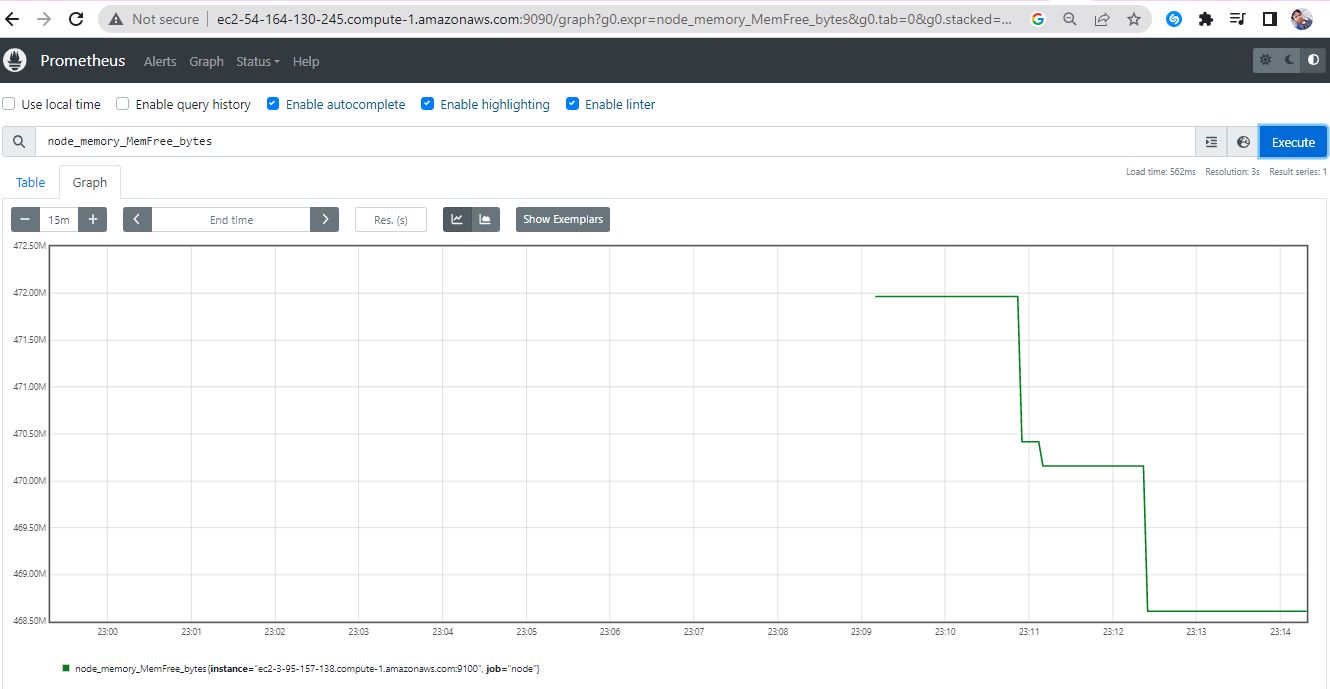 Not secure ec2-54-164-130-245.compute-1.amazonaws.com:9090/graph?g0.expr=node_memory_MemFree_bytes&g0.tab=0&g0.stacked=...
Prometheus Alerts Graph Status Help
Use local time Enable query history Enable autocomplete Enable highlighting Enable linter
node_memory_MemFree_bytes Execute
Load time: 562ms Resolution: 3s Result series: 1
Table Graph
− 15m + End time Res. (s) Show Exemplars
472.50M
472.00M
471.50M
471.00M
470.50M
470.00M
469.50M
469.00M
468.50M
23:00 23:01 23:02 23:03 23:04 23:05 23:06 23:07 23:08 23:09 23:10 23:11 23:12 23:13 23:14
node_memory_MemFree_bytes{instance="ec2-3-95-157-138.compute-1.amazonaws.com:9100", job="node"}